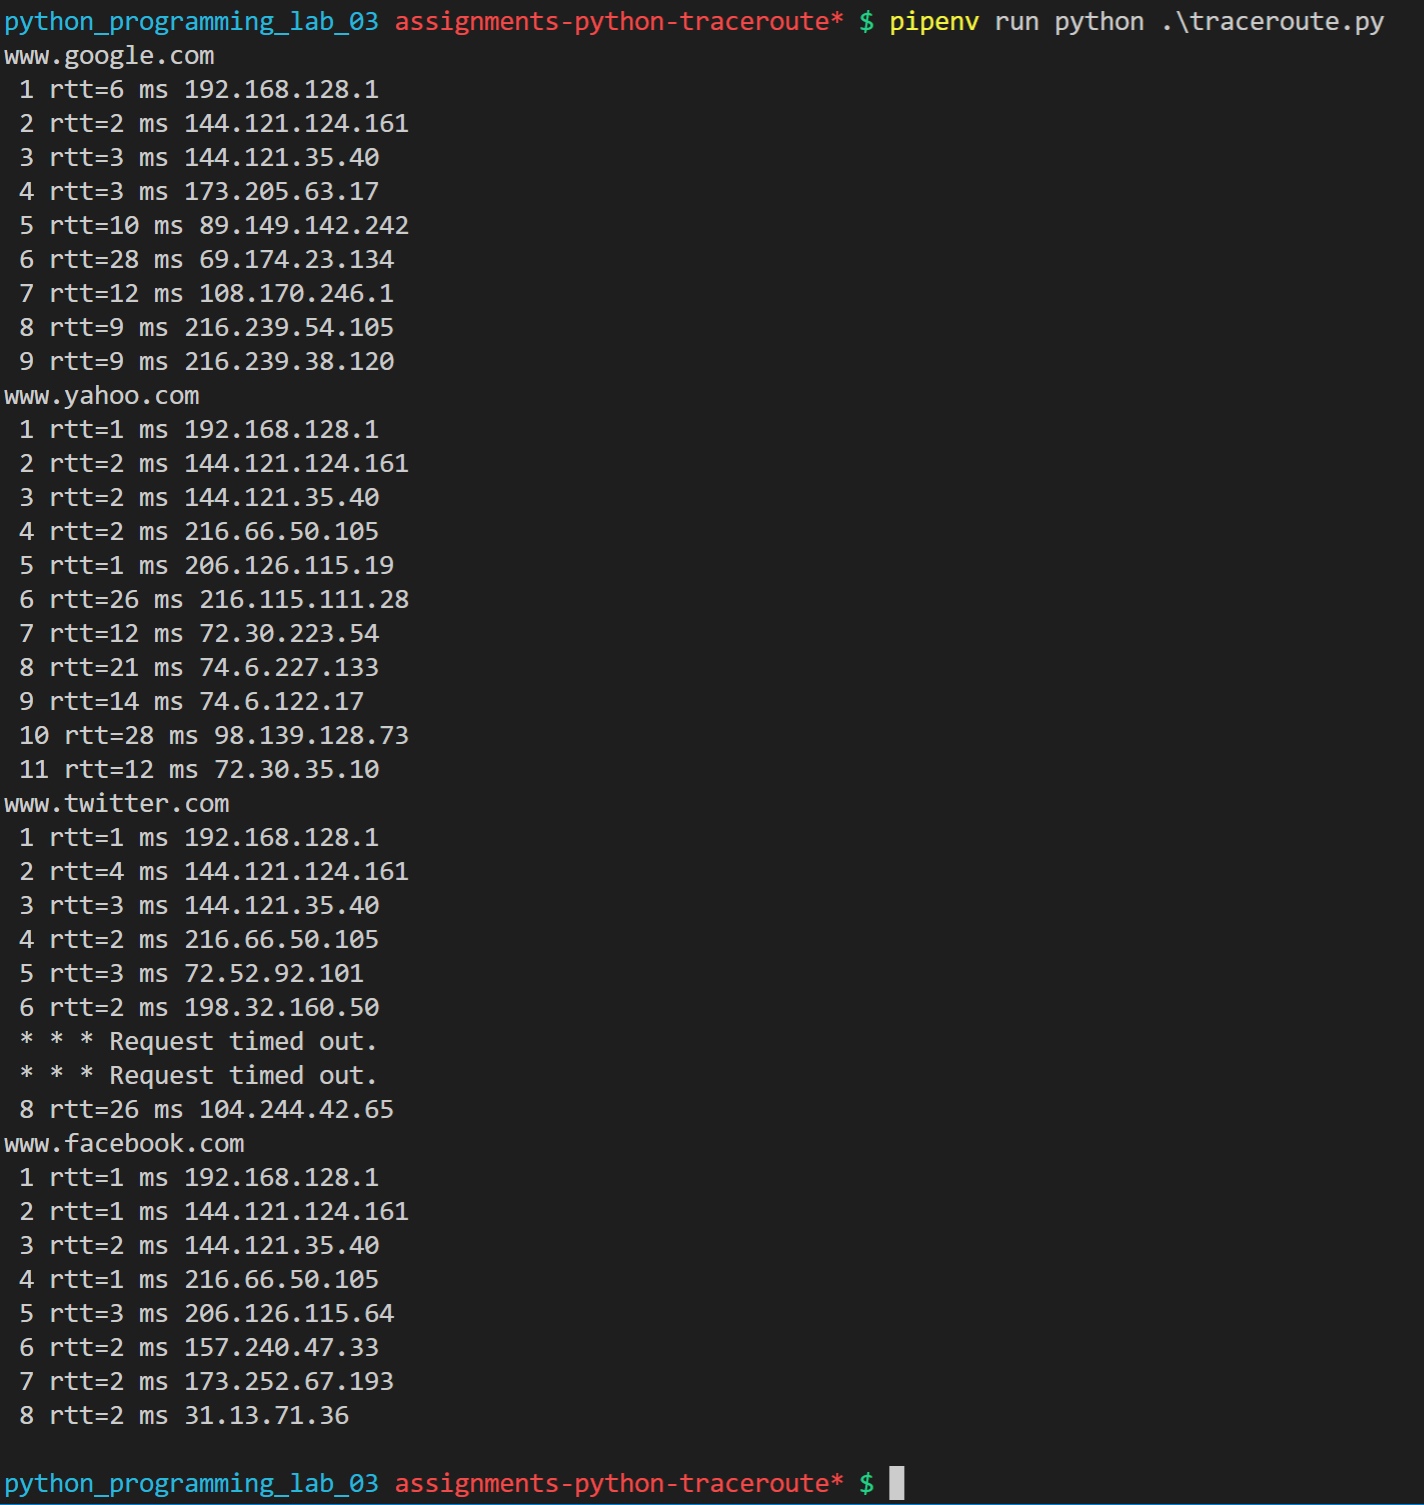 python_programming_lab_03 assignments-python-traceroute* $ pipenv run python .\traceroute.py
www.google.com
 1 rtt=6 ms 192.168.128.1
 2 rtt=2 ms 144.121.124.161
 3 rtt=3 ms 144.121.35.40
 4 rtt=3 ms 173.205.63.17
 5 rtt=10 ms 89.149.142.242
 6 rtt=28 ms 69.174.23.134
 7 rtt=12 ms 108.170.246.1
 8 rtt=9 ms 216.239.54.105
 9 rtt=9 ms 216.239.38.120
www.yahoo.com
 1 rtt=1 ms 192.168.128.1
 2 rtt=2 ms 144.121.124.161
 3 rtt=2 ms 144.121.35.40
 4 rtt=2 ms 216.66.50.105
 5 rtt=1 ms 206.126.115.19
 6 rtt=26 ms 216.115.111.28
 7 rtt=12 ms 72.30.223.54
 8 rtt=21 ms 74.6.227.133
 9 rtt=14 ms 74.6.122.17
 10 rtt=28 ms 98.139.128.73
 11 rtt=12 ms 72.30.35.10
www.twitter.com
 1 rtt=1 ms 192.168.128.1
 2 rtt=4 ms 144.121.124.161
 3 rtt=3 ms 144.121.35.40
 4 rtt=2 ms 216.66.50.105
 5 rtt=3 ms 72.52.92.101
 6 rtt=2 ms 198.32.160.50
 * * * Request timed out.
 * * * Request timed out.
 8 rtt=26 ms 104.244.42.65
www.facebook.com
 1 rtt=1 ms 192.168.128.1
 2 rtt=1 ms 144.121.124.161
 3 rtt=2 ms 144.121.35.40
 4 rtt=1 ms 216.66.50.105
 5 rtt=3 ms 206.126.115.64
 6 rtt=2 ms 157.240.47.33
 7 rtt=2 ms 173.252.67.193
 8 rtt=2 ms 31.13.71.36
python_programming_lab_03 assignments-python-traceroute* $